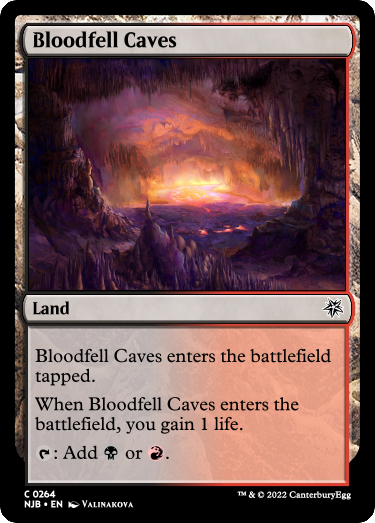 Bloodfell Caves
Land
Bloodfell Caves enters the battlefield
tapped.
When Bloodfell Caves enters the
battlefield, you gain 1 life.
: Add or .
C 0264
NJB • EN VALINAKOVA
™ & © 2022 CanterburyEgg